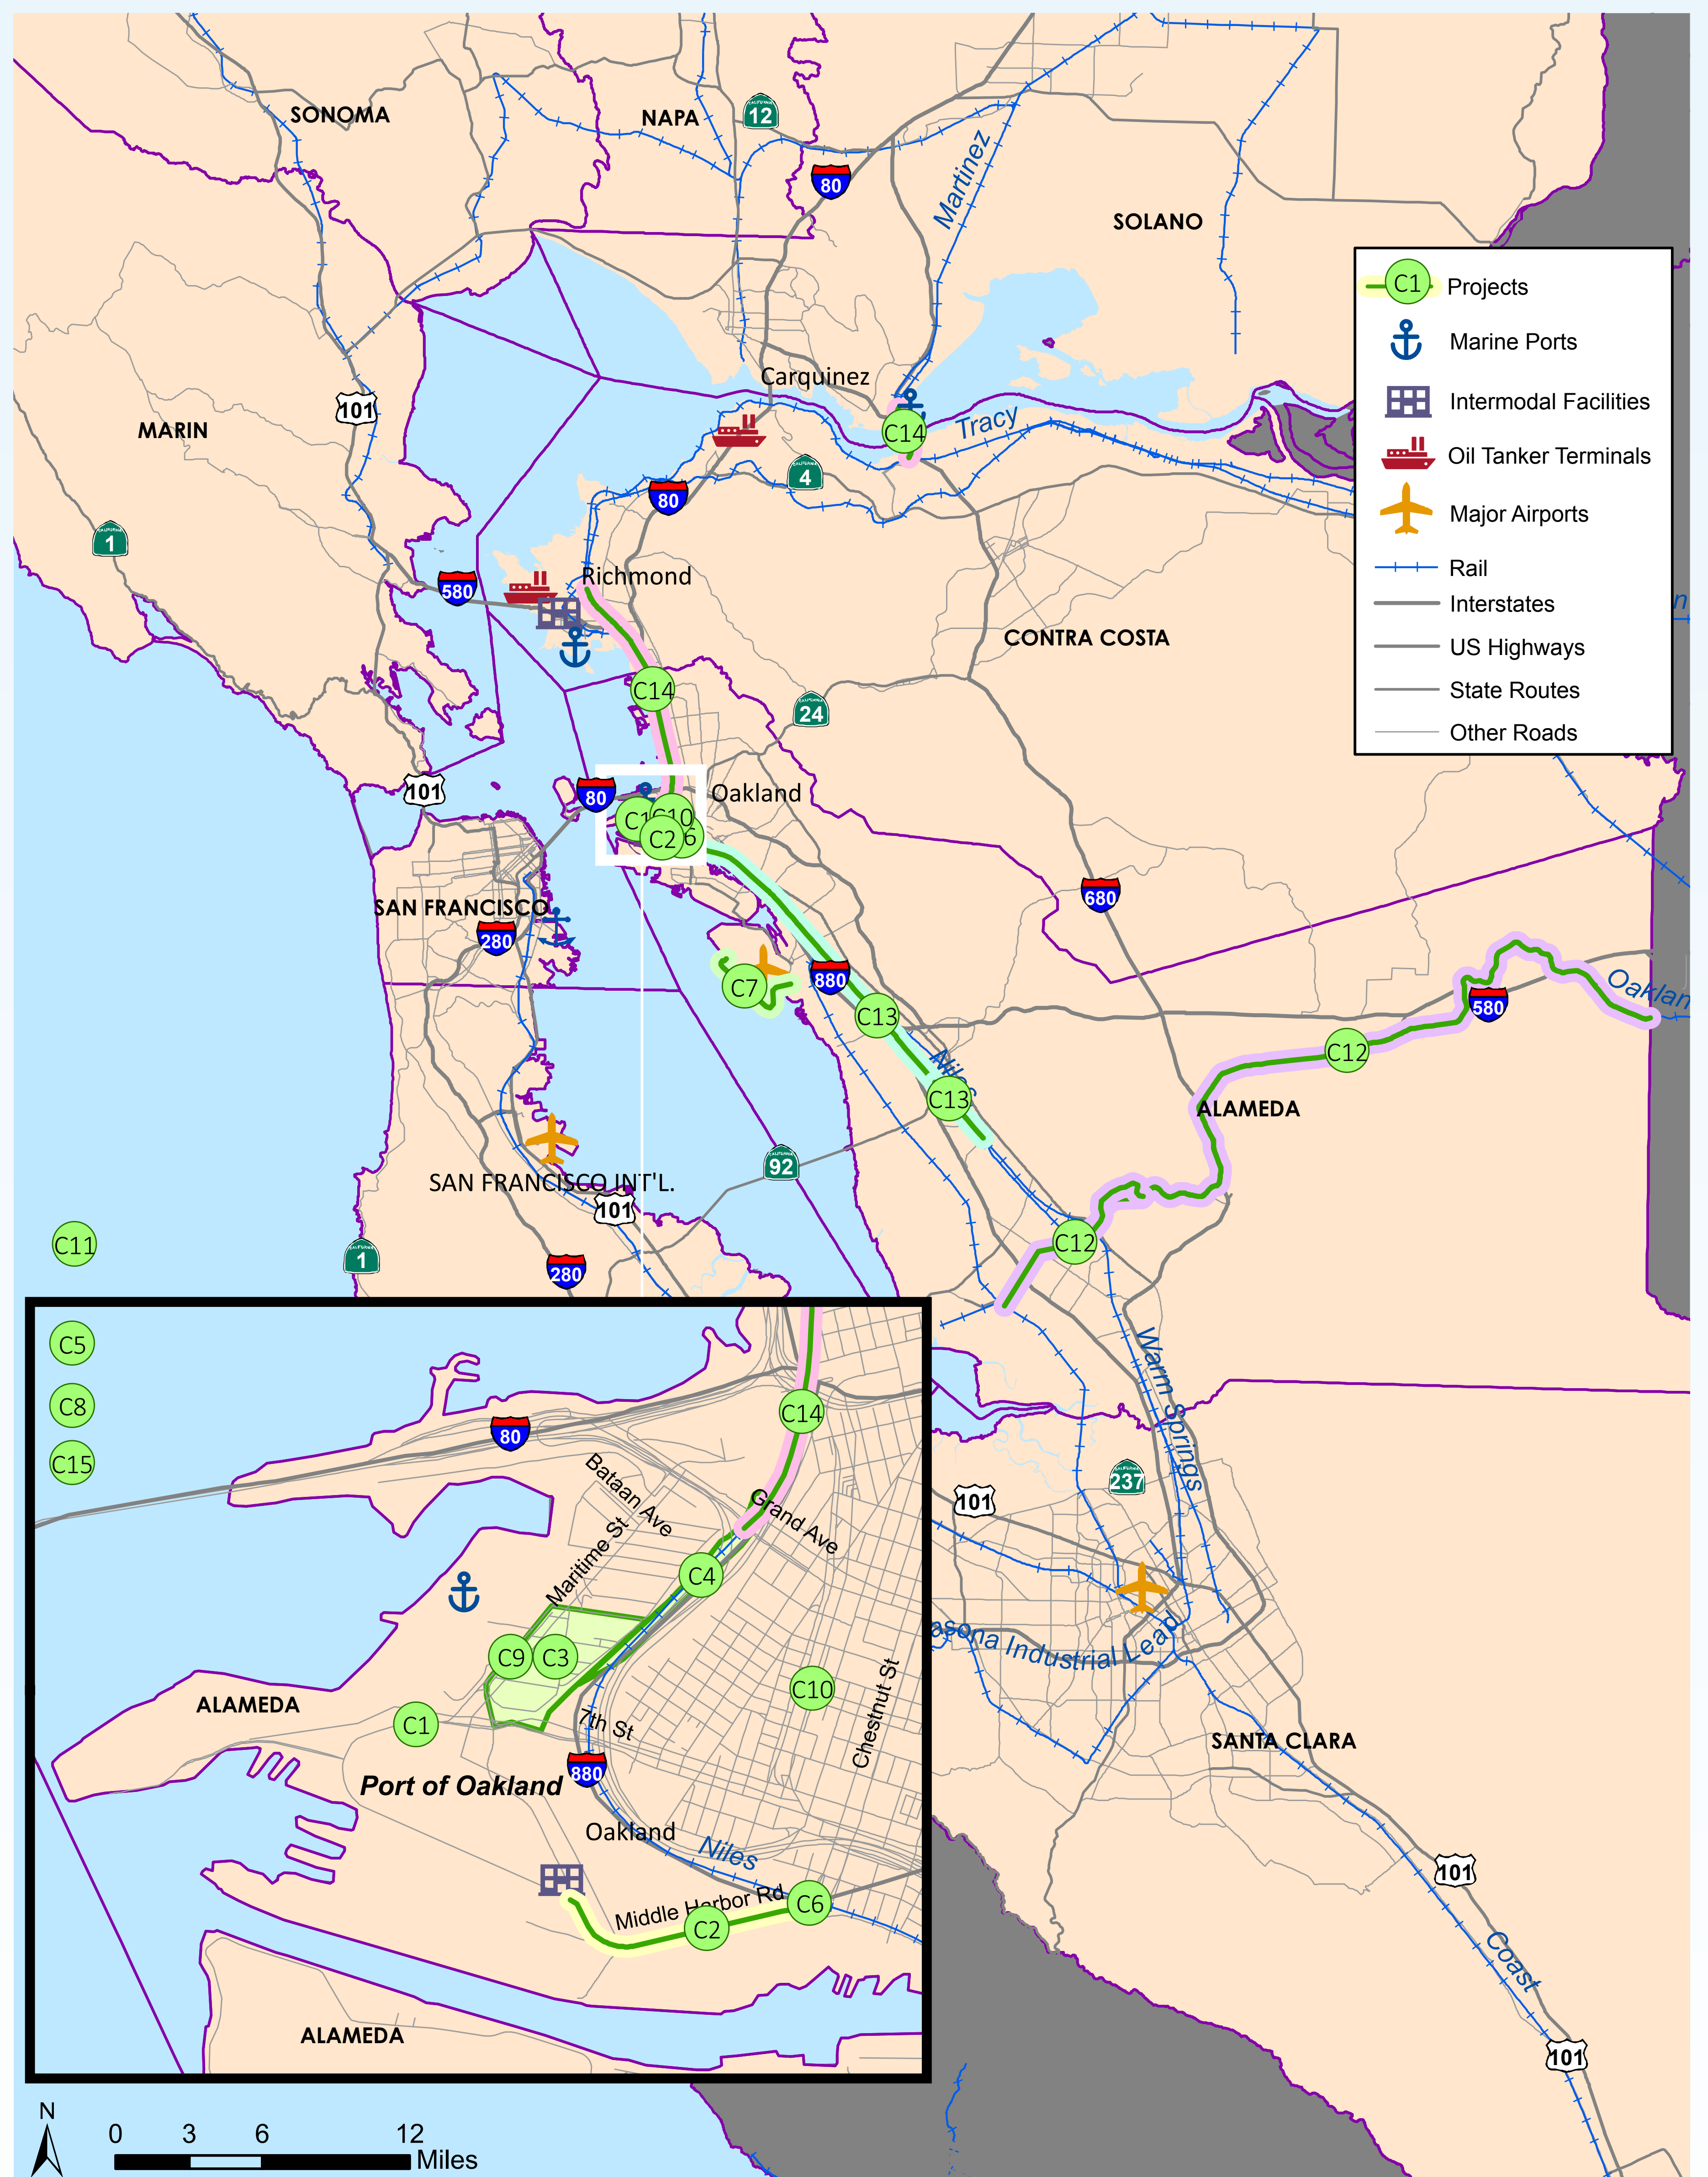 SONOMA
NAPA
12
80
Martinez
SOLANO
C1 Projects
Marine Ports
Intermodal Facilities
Oil Tanker Terminals
Major Airports
Rail
Interstates
US Highways
State Routes
Other Roads
Carquinez
101
MARIN
C14
Tracy
4
80
1
580
Richmond
CONTRA COSTA
C14
24
101
80
Oakland
C1
C10
C2
6
680
SAN FRANCISCO
280
C7
880
C13
580
Oaklan
C12
Niles
C13
ALAMEDA
92
SAN FRANCISCO INT'L.
101
C11
1
280
C12
C5
C8
C15
80
C14
Bataan Ave
Grand Ave
Maritime St
C4
C9
C3
C10
Chestnut St
ALAMEDA
C1
7th St
Port of Oakland
880
Oakland
Niles
Middle Harbor Rd
C6
C2
ALAMEDA
Warm Springs
237
101
asona Industrial Lead
SANTA CLARA
101
Coast
101
N
0 3 6 12
Miles